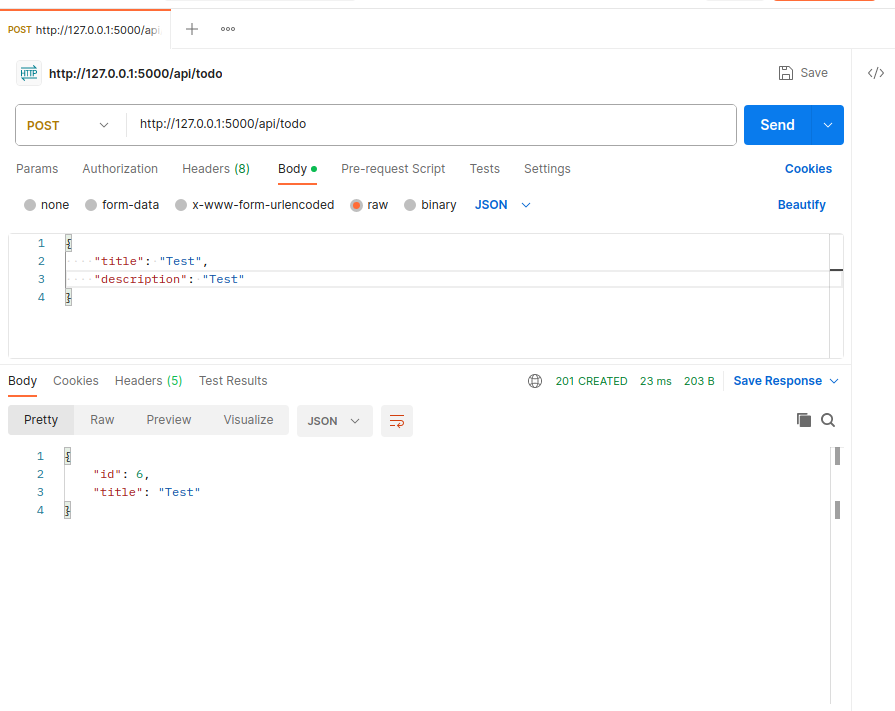 POST http://127.0.0.1:5000/api
HTTP http://127.0.0.1:5000/api/todo Save </>
POST http://127.0.0.1:5000/api/todo Send
Params Authorization Headers (8) Body Pre-request Script Tests Settings Cookies
none form-data x-www-form-urlencoded raw binary JSON Beautify
1 {
2 "title": "Test",
3 "description": "Test"
4 }
Body Cookies Headers (5) Test Results 201 CREATED 23 ms 203 B Save Response
Pretty Raw Preview Visualize JSON
1 {
2 "id": 6,
3 "title": "Test"
4 }